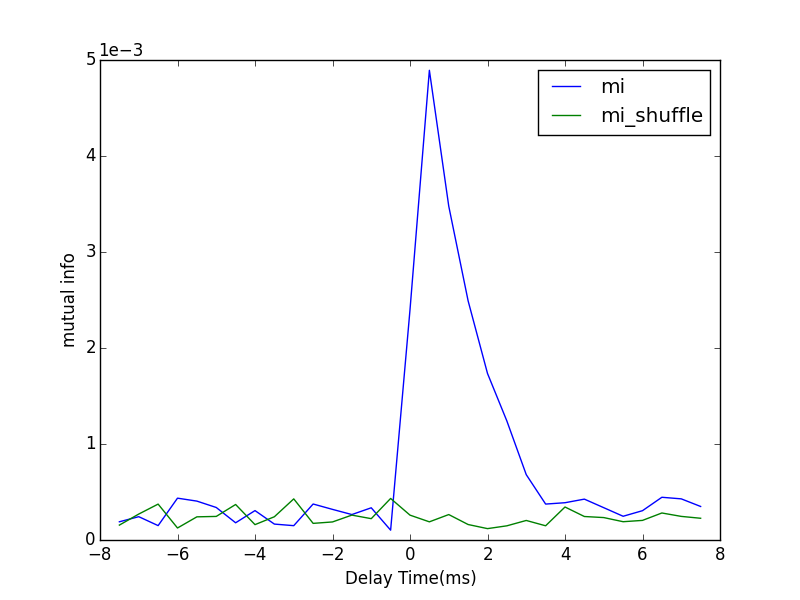 1e−3
5
4
3
2
1
0
mutual info
mi
mi_shuffle
−8 −6 −4 −2 0 2 4 6 8
Delay Time(ms)